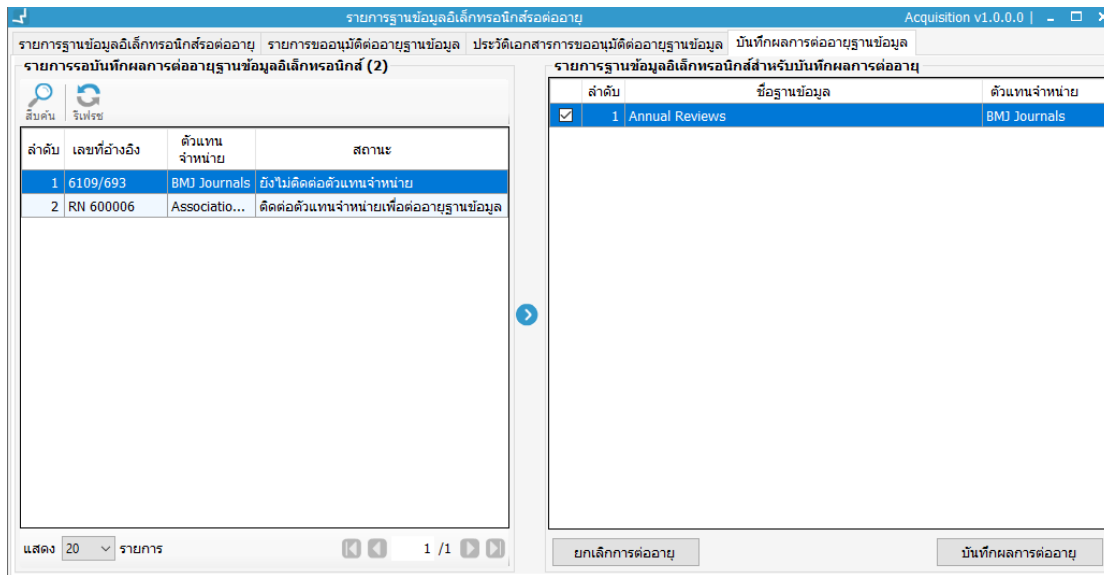 รายการฐานข้อมูลอิเล็กทรอนิกส์รอต่ออายุ Acquisition v1.0.0.0 |
รายการฐานข้อมูลอิเล็กทรอนิกส์รอต่ออายุ รายการขออนุมัติต่ออายุฐานข้อมูล ประวัติเอกสารการขออนุมัติต่ออายุฐานข้อมูล บันทึกผลการต่ออายุฐานข้อมูล
รายการรอบันทึกผลการต่ออายุฐานข้อมูลอิเล็กทรอนิกส์ (2)
สืบค้น รีเฟรช
ลำดับ เลขที่อ้างอิง ตัวแทนจำหน่าย สถานะ
1 6109/693 BMJ Journals ยังไม่ติดต่อตัวแทนจำหน่าย
2 RN 600006 Associatio... ติดต่อตัวแทนจำหน่ายเพื่อต่ออายุฐานข้อมูล
แสดง 20 รายการ 1 /1
รายการฐานข้อมูลอิเล็กทรอนิกส์สำหรับบันทึกผลการต่ออายุ
ลำดับ ชื่อฐานข้อมูล ตัวแทนจำหน่าย
1 Annual Reviews BMJ Journals
ยกเลิกการต่ออายุ บันทึกผลการต่ออายุ